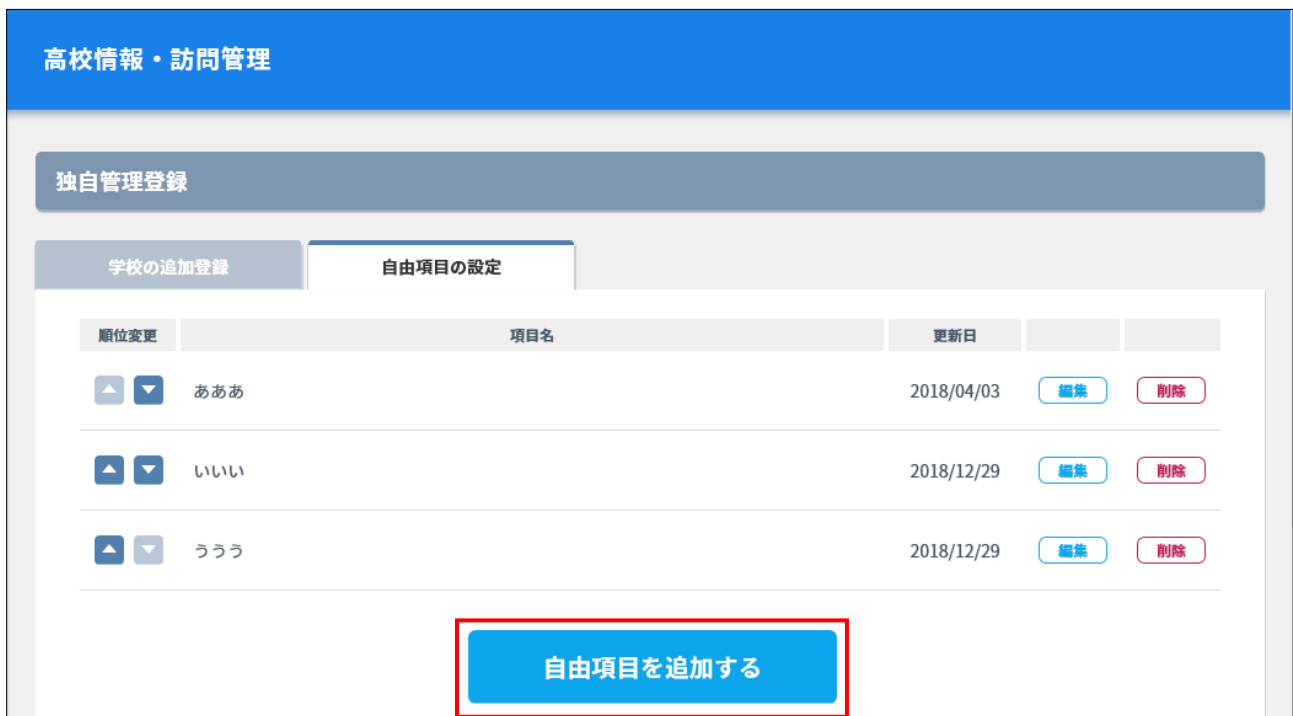 高校情報・訪問管理
独自管理登録
学校の追加登録 自由項目の設定
順位変更 項目名 更新日
あああ 2018/04/03 編集 削除
いいい 2018/12/29 編集 削除
ううう 2018/12/29 編集 削除
自由項目を追加する